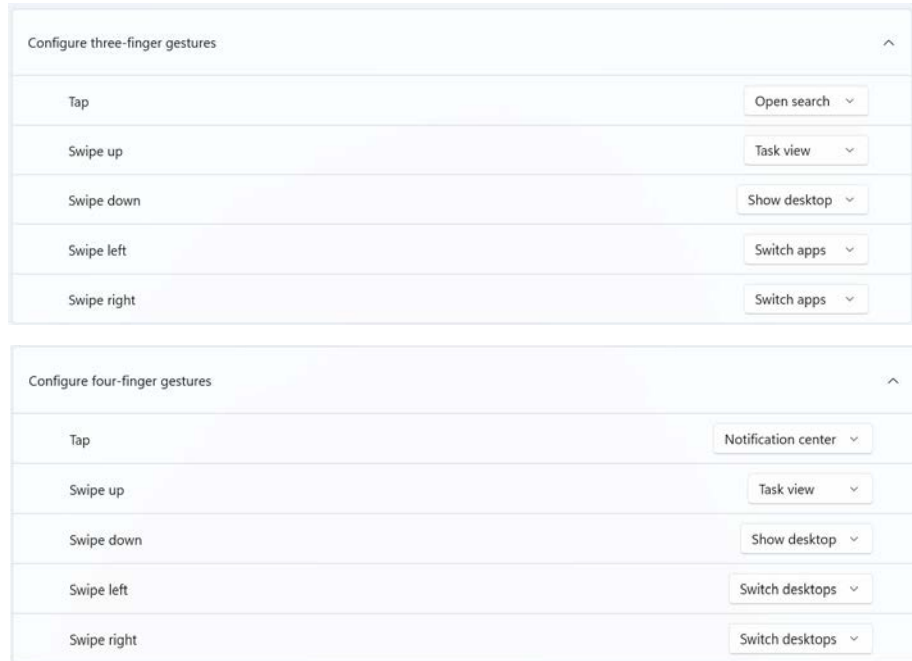 Configure three-finger gestures
Tap Open search
Swipe up Task view
Swipe down Show desktop
Swipe left Switch apps
Swipe right Switch apps
Configure four-finger gestures
Tap Notification center
Swipe up Task view
Swipe down Show desktop
Swipe left Switch desktops
Swipe right Switch desktops